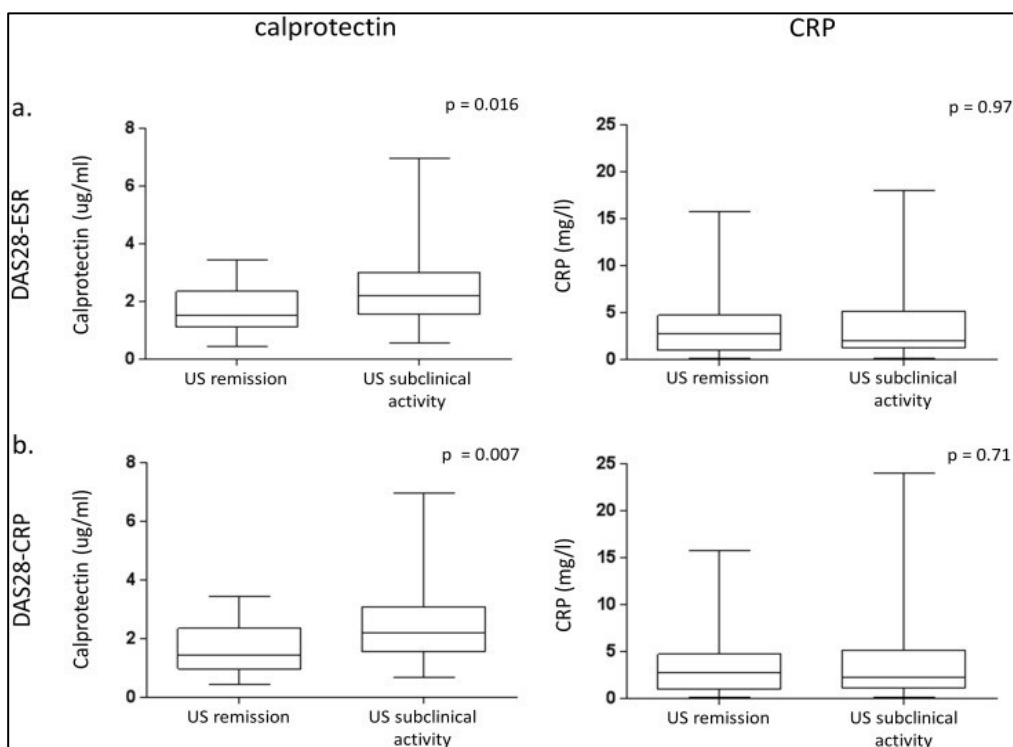 calprotectin
CRP
a.
DAS28-ESR
p = 0.016
Calprotectin (ug/ml)
8
6
4
2
0
US remission
US subclinical
activity
p = 0.97
CRP (mg/l)
25
20
15
10
5
0
US remission
US subclinical
activity
b.
DAS28-CRP
p = 0.007
Calprotectin (ug/ml)
8
6
4
2
0
US remission
US subclinical
activity
p = 0.71
CRP (mg/l)
25
20
15
10
5
0
US remission
US subclinical
activity